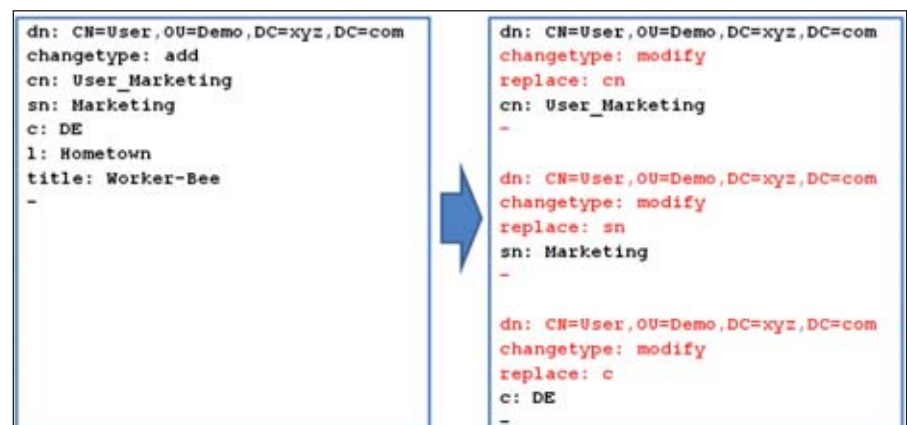 dn: CN=User,OU=Demo,DC=xyz,DC=com
changetype: add
cn: User_Marketing
sn: Marketing
c: DE
l: Hometown
title: Worker-Bee
-
dn: CN=User,OU=Demo,DC=xyz,DC=com
changetype: modify
replace: cn
cn: User_Marketing
-
dn: CN=User,OU=Demo,DC=xyz,DC=com
changetype: modify
replace: sn
sn: Marketing
-
dn: CN=User,OU=Demo,DC=xyz,DC=com
changetype: modify
replace: c
c: DE
-